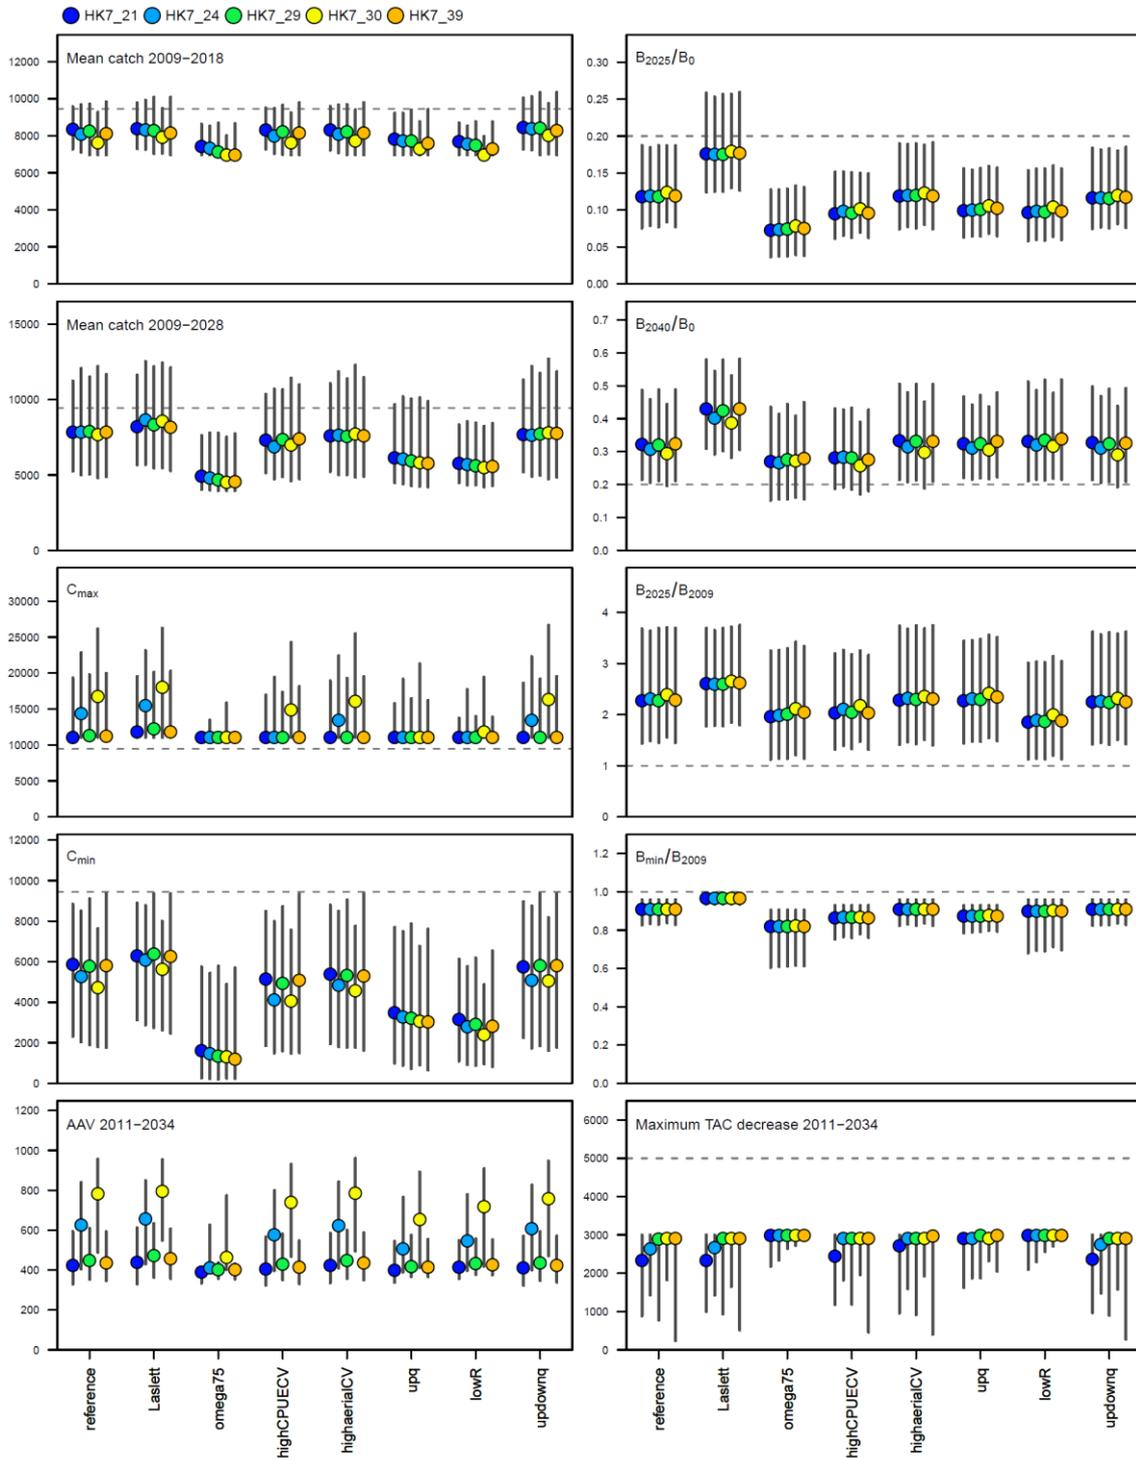 HK7_21 HK7_24 HK7_29 HK7_30 HK7_39
Mean catch 2009−2018
12000
10000
8000
6000
4000
2000
0
B2025/B0
0.30
0.25
0.20
0.15
0.10
0.05
0.00
Mean catch 2009−2028
15000
10000
5000
0
B2040/B0
0.7
0.6
0.5
0.4
0.3
0.2
0.1
0.0
Cmax
30000
25000
20000
15000
10000
5000
0
B2025/B2009
4
3
2
1
0
Cmin
12000
10000
8000
6000
4000
2000
0
Bmin/B2009
1.2
1.0
0.8
0.6
0.4
0.2
0.0
AAV 2011−2034
1200
1000
800
600
400
200
0
Maximum TAC decrease 2011−2034
6000
5000
4000
3000
2000
1000
0
reference
Laslett
omega75
highCPUECV
highaerialCV
upq
lowR
updownq
reference
Laslett
omega75
highCPUECV
highaerialCV
upq
lowR
updownq